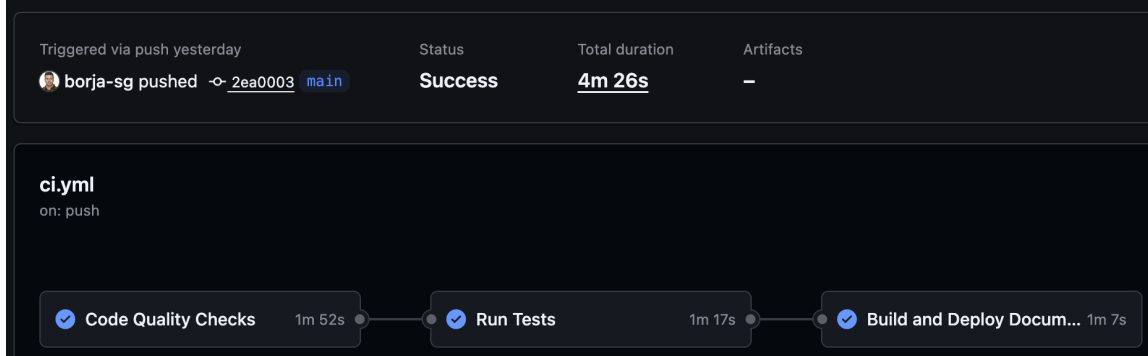 Triggered via push yesterday
Status
Total duration
Artifacts
borja-sg pushed 2ea0003 main
Success
4m 26s
–
ci.yml
on: push
Code Quality Checks 1m 52s
Run Tests 1m 17s
Build and Deploy Docum... 1m 7s